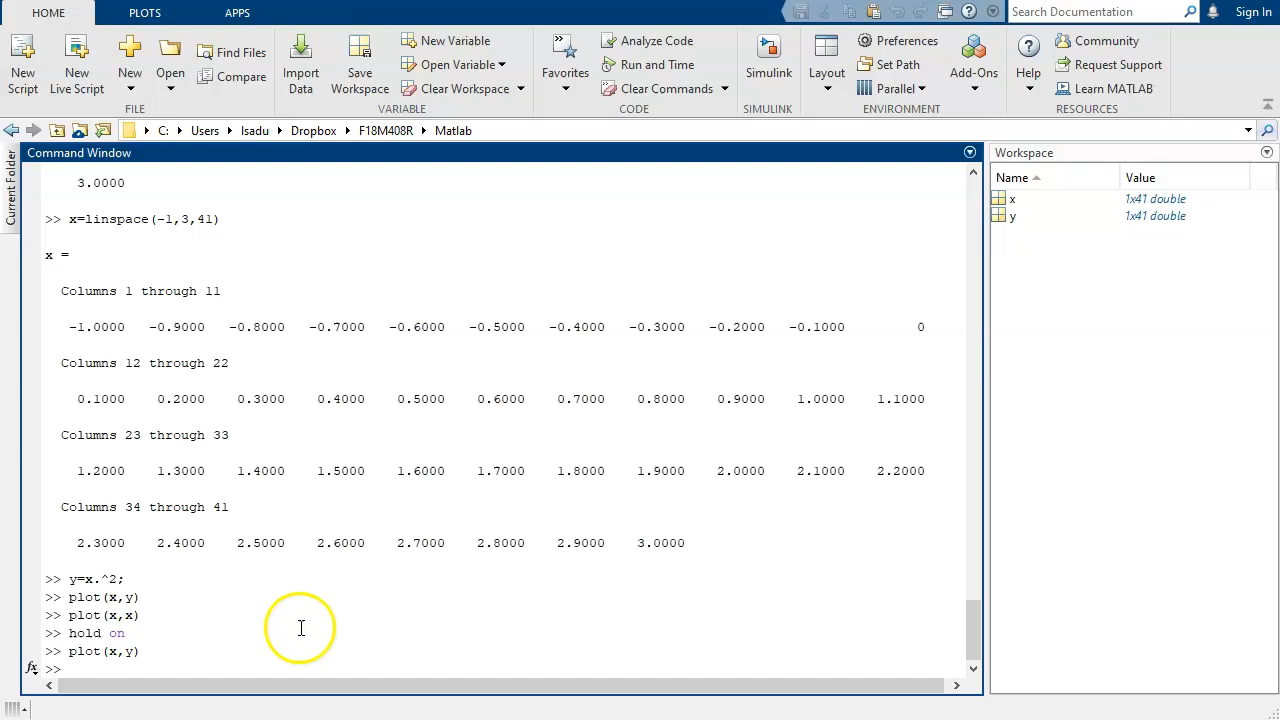 HOME PLOTS APPS Search Documentation Sign In
New Script New Live Script New Open Find Files Compare FILE
Import Data Save Workspace New Variable Open Variable Clear Workspace VARIABLE
Favorites Analyze Code Run and Time Clear Commands CODE
Simulink SIMULINK
Layout Preferences Set Path Parallel Add-Ons ENVIRONMENT
Help Community Request Support Learn MATLAB RESOURCES
C: Users Isadu Dropbox F18M408R Matlab
Current Folder
Command Window
3.0000
>> x=linspace(-1,3,41)
x =
Columns 1 through 11
-1.0000 -0.9000 -0.8000 -0.7000 -0.6000 -0.5000 -0.4000 -0.3000 -0.2000 -0.1000 0
Columns 12 through 22
0.1000 0.2000 0.3000 0.4000 0.5000 0.6000 0.7000 0.8000 0.9000 1.0000 1.1000
Columns 23 through 33
1.2000 1.3000 1.4000 1.5000 1.6000 1.7000 1.8000 1.9000 2.0000 2.1000 2.2000
Columns 34 through 41
2.3000 2.4000 2.5000 2.6000 2.7000 2.8000 2.9000 3.0000
>> y=x.^2;
>> plot(x,y)
>> plot(x,x)
>> hold on
>> plot(x,y)
fx >>
Workspace
Name Value
x 1x41 double
y 1x41 double